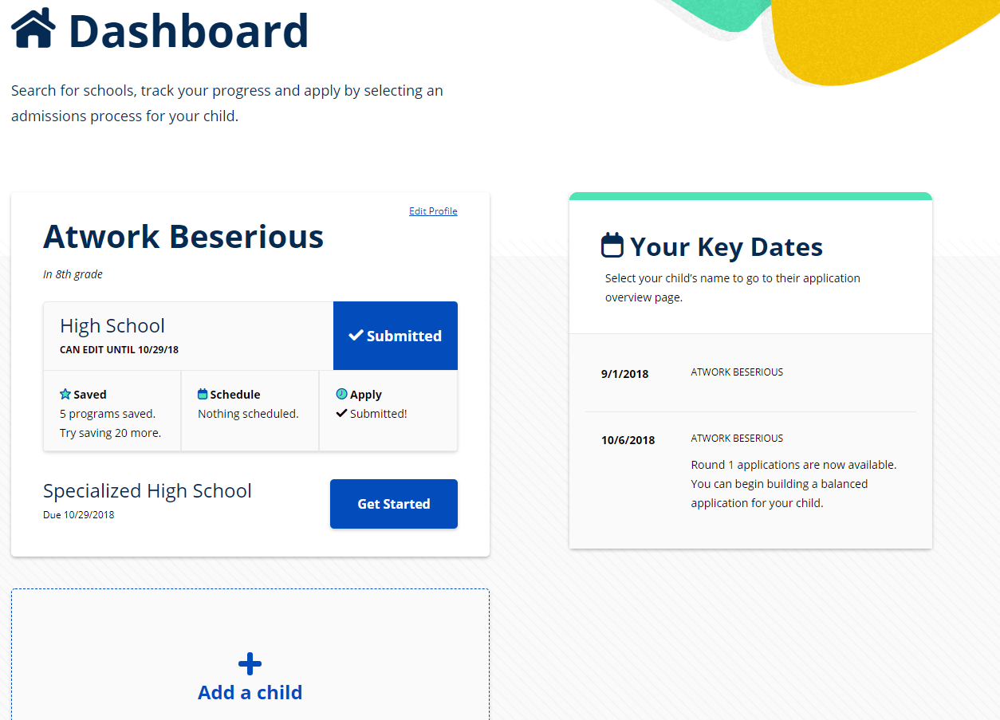 Dashboard
Search for schools, track your progress and apply by selecting an
admissions process for your child.
Edit Profile
Atwork Beserious
In 8th grade
High School
CAN EDIT UNTIL 10/29/18
Submitted
Saved
5 programs saved.
Try saving 20 more.
Schedule
Nothing scheduled.
Apply
Submitted!
Specialized High School
Due 10/29/2018
Get Started
Add a child
Your Key Dates
Select your child’s name to go to their application
overview page.
9/1/2018
ATWORK BESERIOUS
10/6/2018
ATWORK BESERIOUS
Round 1 applications are now available.
You can begin building a balanced
application for your child.